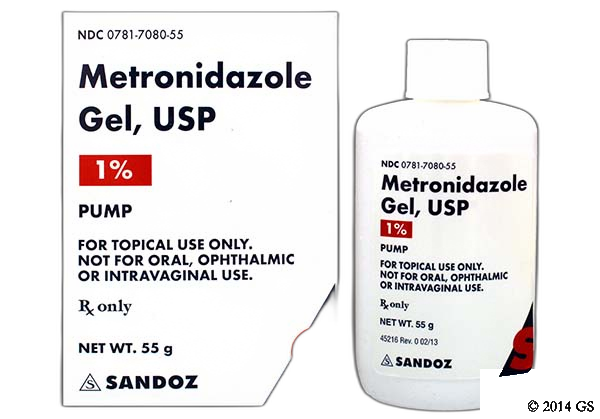 NDC 0781-7080-55
Metronidazole
Gel, USP
1%
PUMP
FOR TOPICAL USE ONLY.
NOT FOR ORAL, OPHTHALMIC
OR INTRAVAGINAL USE.
Rx only
NET WT. 55 g
S SANDOZ
NDC 0781-7080-55
Metronidazole
Gel, USP
1%
PUMP
FOR TOPICAL USE ONLY.
NOT FOR ORAL, OPHTHALMIC
OR INTRAVAGINAL USE.
Rx only
NET WT. 55 g
45216 Rev. 0 02/13
S SANDOZ
S
© 2014 GS